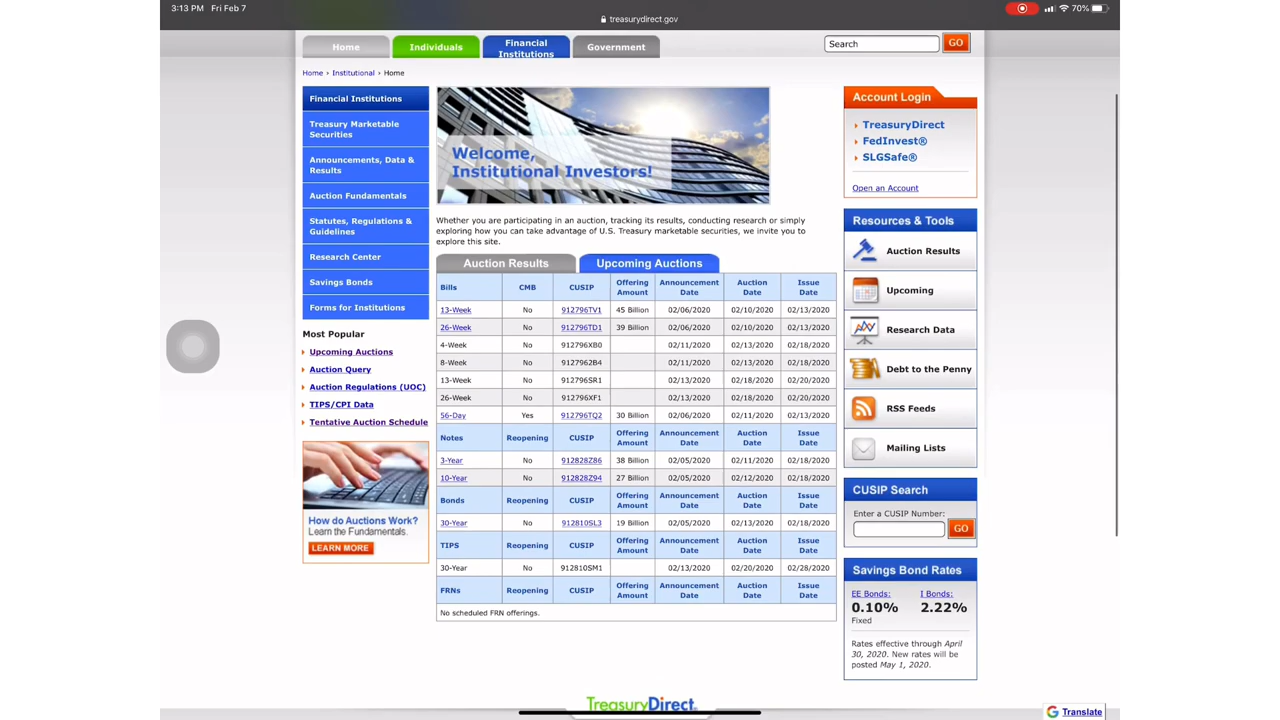 3:13 PM Fri Feb 7
70%
treasurydirect.gov
Home
Individuals
Financial
Institutions
Government
Search
GO
Home › Institutional › Home
Financial Institutions
Treasury Marketable
Securities
Announcements, Data &
Results
Auction Fundamentals
Statutes, Regulations &
Guidelines
Research Center
Savings Bonds
Forms for Institutions
Most Popular
Upcoming Auctions
Auction Query
Auction Regulations (UOC)
TIPS/CPI Data
Tentative Auction Schedule
How do Auctions Work?
Learn the Fundamentals.
LEARN MORE
Welcome,
Institutional Investors!
Whether you are participating in an auction, tracking its results, conducting research or simply
exploring how you can take advantage of U.S. Treasury marketable securities, we invite you to
explore this site.
Auction Results
Upcoming Auctions
Bills CMB CUSIP Offering Amount Announcement Date Auction Date Issue Date
13-Week No 912796TV1 45 Billion 02/06/2020 02/10/2020 02/13/2020
26-Week No 912796TD1 39 Billion 02/06/2020 02/10/2020 02/13/2020
4-Week No 912796XB0 02/11/2020 02/13/2020 02/18/2020
8-Week No 9127962B4 02/11/2020 02/13/2020 02/18/2020
13-Week No 912796SR1 02/13/2020 02/18/2020 02/20/2020
26-Week No 912796XF1 02/13/2020 02/18/2020 02/20/2020
56-Day Yes 912796TQ2 30 Billion 02/06/2020 02/11/2020 02/13/2020
Notes Reopening CUSIP Offering Amount Announcement Date Auction Date Issue Date
3-Year No 912828Z86 38 Billion 02/05/2020 02/11/2020 02/18/2020
10-Year No 912828Z94 27 Billion 02/05/2020 02/12/2020 02/18/2020
Bonds Reopening CUSIP Offering Amount Announcement Date Auction Date Issue Date
30-Year No 912810SL3 19 Billion 02/05/2020 02/13/2020 02/18/2020
TIPS Reopening CUSIP Offering Amount Announcement Date Auction Date Issue Date
30-Year No 912810SM1 02/13/2020 02/20/2020 02/28/2020
FRNs Reopening CUSIP Offering Amount Announcement Date Auction Date Issue Date
No scheduled FRN offerings.
Account Login
TreasuryDirect
FedInvest®
SLGSafe®
Open an Account
Resources & Tools
Auction Results
Upcoming
Research Data
Debt to the Penny
RSS Feeds
Mailing Lists
CUSIP Search
Enter a CUSIP Number:
GO
Savings Bond Rates
EE Bonds: I Bonds:
0.10% 2.22%
Fixed
Rates effective through April
30, 2020. New rates will be
posted May 1, 2020.
TreasuryDirect.
G Translate